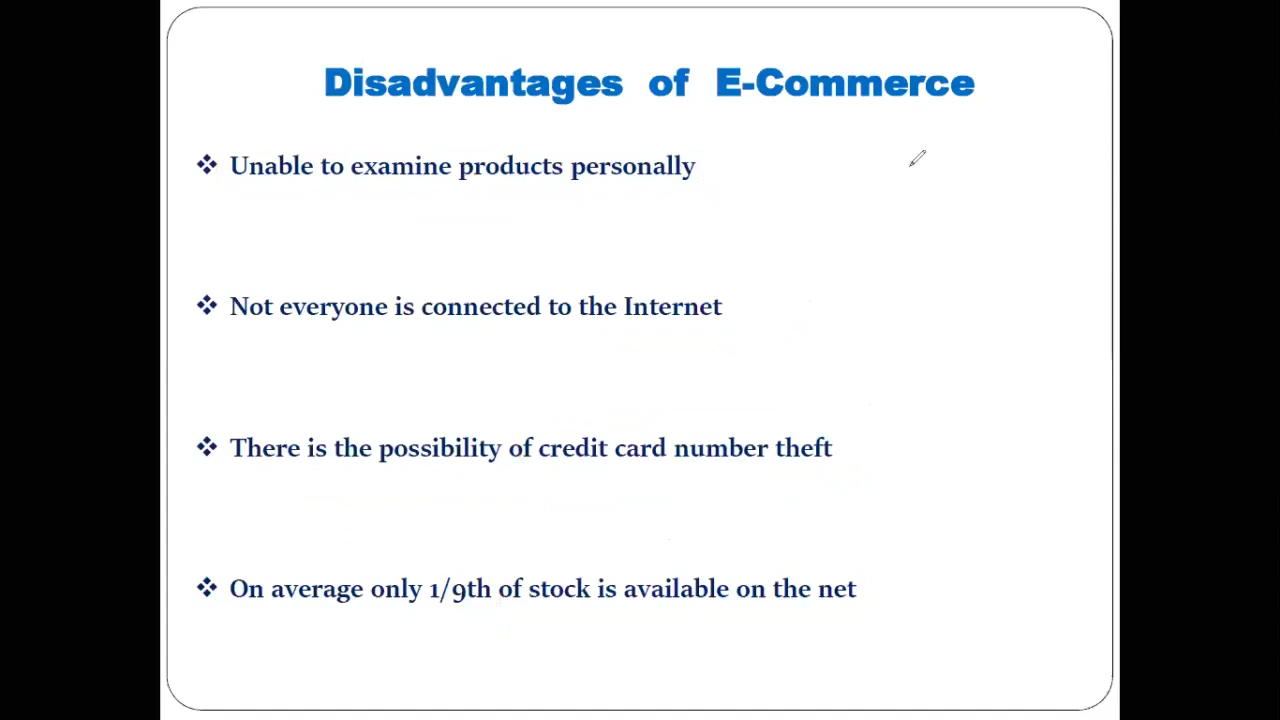 Disadvantages of E-Commerce
Unable to examine products personally
Not everyone is connected to the Internet
There is the possibility of credit card number theft
On average only 1/9th of stock is available on the net